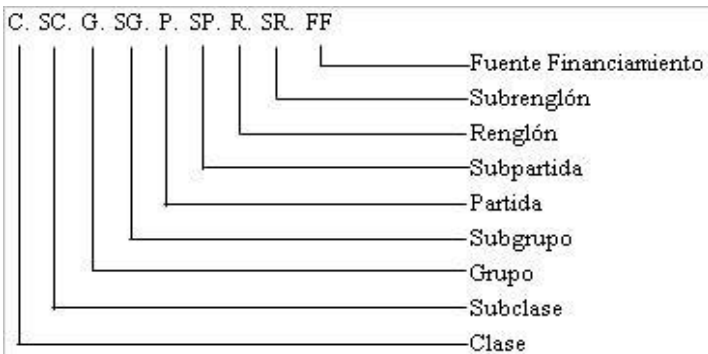 C. SC. G. SG. P. SP. R. SR. FF
Fuente Financiamiento
Subrenglón
Renglón
Subpartida
Partida
Subgrupo
Grupo
Subclase
Clase